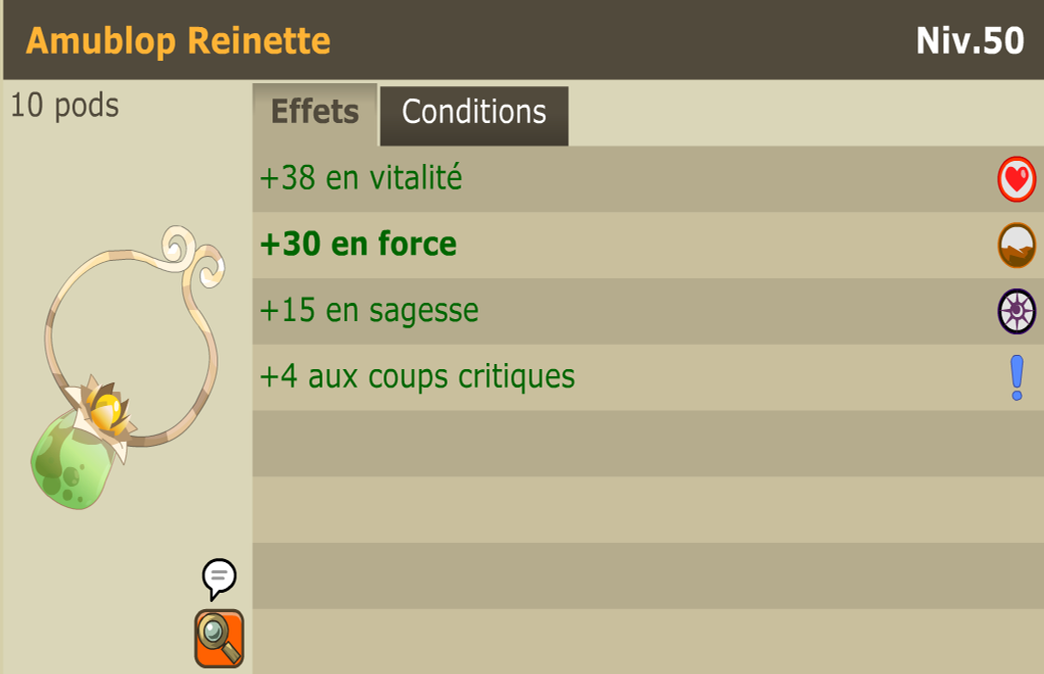 Amublop Reinette
Niv.50
10 pods
Effets
Conditions
+38 en vitalité
+30 en force
+15 en sagesse
+4 aux coups critiques